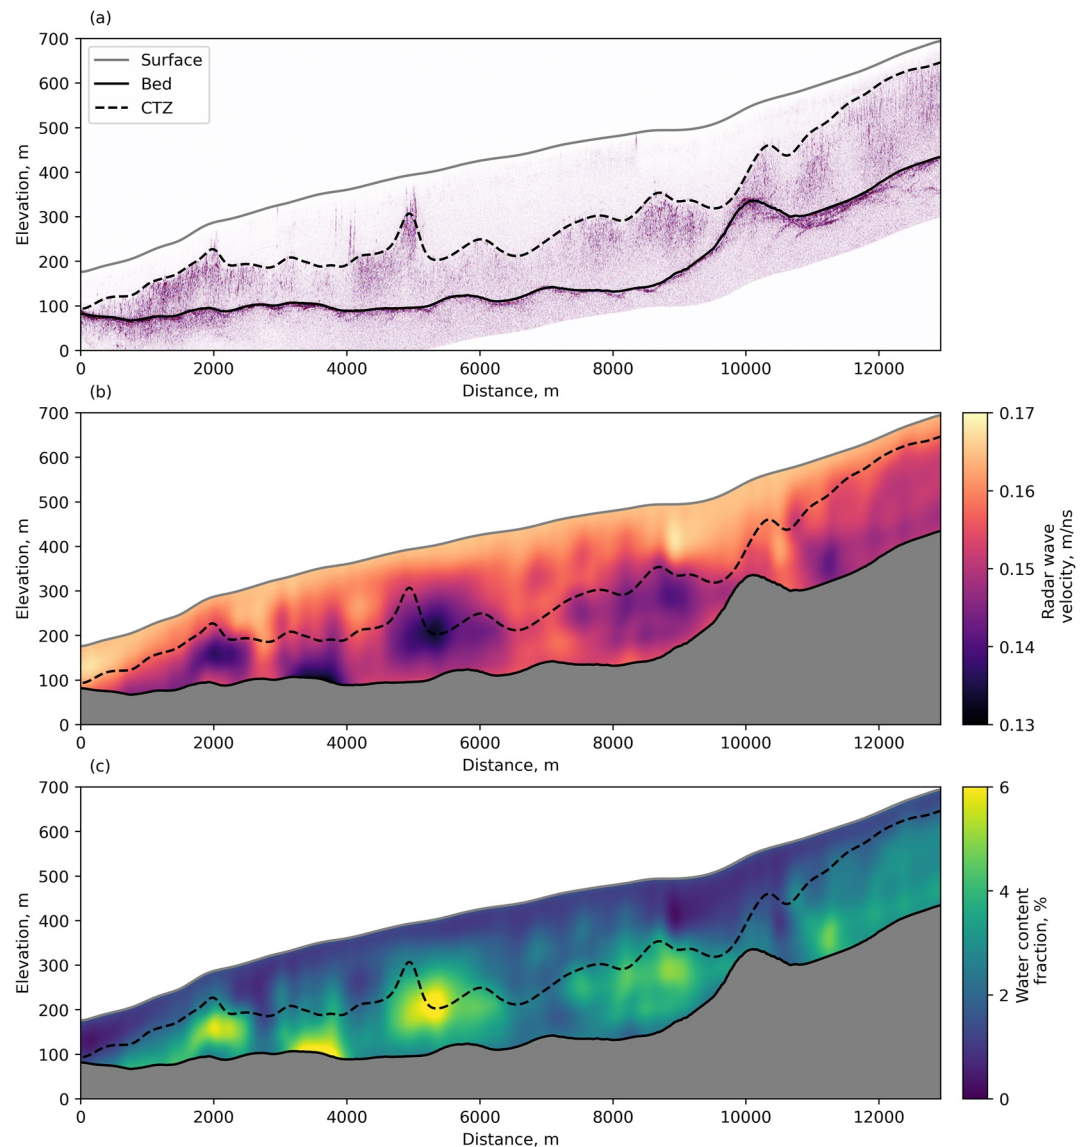 (a)
700
600
500
400
300
200
100
0
Elevation, m
Surface
Bed
CTZ
0 2000 4000 6000 8000 10000 12000
Distance, m
(b)
700
600
500
400
300
200
100
0
Elevation, m
0 2000 4000 6000 8000 10000 12000
Distance, m
0.17
0.16
0.15
0.14
0.13
Radar wave
velocity, m/ns
(c)
700
600
500
400
300
200
100
0
Elevation, m
0 2000 4000 6000 8000 10000 12000
Distance, m
6
4
2
0
Water content
fraction, %